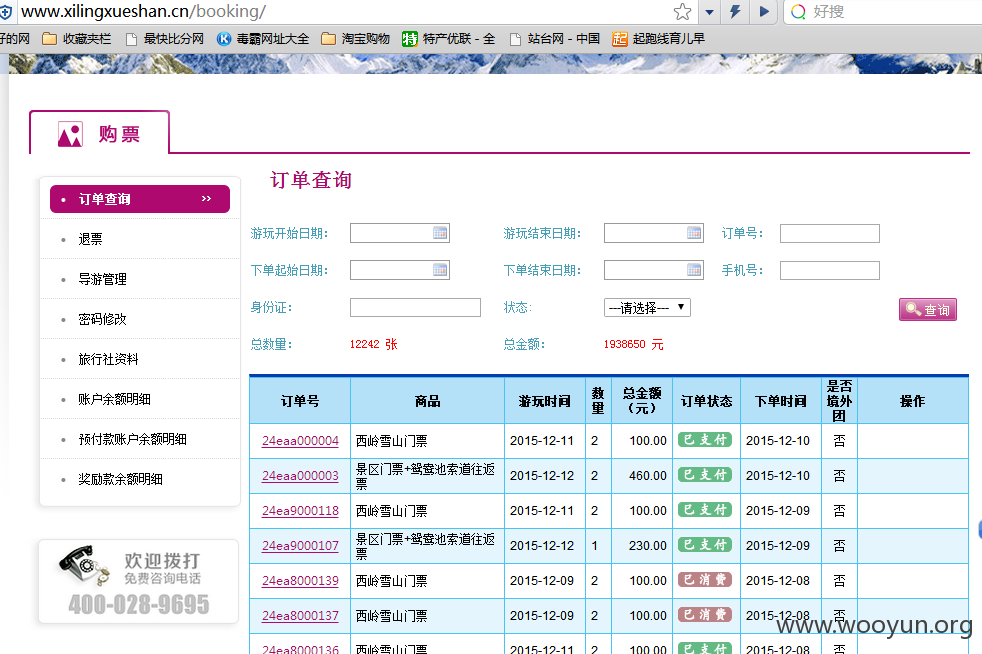 www.xilingxueshan.cn/booking/ 好搜
好的网 收藏夹栏 最快比分网 毒霸网址大全 淘宝购物 特产优联 - 全 站台网 - 中国 起跑线育儿早
购票
订单查询 >>
退票
导游管理
密码修改
旅行社资料
账户余额明细
预付款账户余额明细
奖励款余额明细
欢迎拨打
免费咨询电话
400-028-9695
订单查询
游玩开始日期: 游玩结束日期: 订单号:
下单起始日期: 下单结束日期: 手机号:
身份证: 状态: ---请选择--- 查询
总数量: 12242 张 总金额: 1938650 元
订单号 商品 游玩时间 数量 总金额(元) 订单状态 下单时间 是否境外团 操作
24eaa000004 西岭雪山门票 2015-12-11 2 100.00 已支付 2015-12-10 否
24eaa000003 景区门票+鸳鸯池索道往返票 2015-12-12 2 460.00 已支付 2015-12-10 否
24ea9000118 西岭雪山门票 2015-12-11 2 100.00 已支付 2015-12-09 否
24ea9000107 景区门票+鸳鸯池索道往返票 2015-12-12 1 230.00 已支付 2015-12-09 否
24ea8000139 西岭雪山门票 2015-12-09 2 100.00 已消费 2015-12-08 否
24ea8000137 西岭雪山门票 2015-12-09 2 100.00 已消费 2015-12-08 否
24ea8000136 西岭雪山门票 2015-12-11 2 100.00 已支付 2015-12-08 否
www.wooyun.org